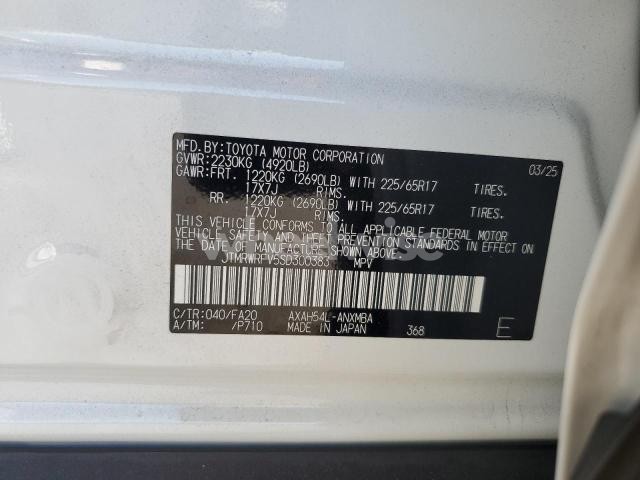 MFD.BY:TOYOTA MOTOR CORPORATION 03/25
GVWR:2230KG (4920LB)
GAWR:FRT. 1220KG (2690LB) WITH 225/65R17 TIRES.
17X7J RIMS.
RR. 1220KG (2690LB) WITH 225/65R17 TIRES.
17X7J RIMS.
THIS VEHICLE CONFORMS TO ALL APPLICABLE FEDERAL MOTOR
VEHICLE SAFETY AND THEFT PREVENTION STANDARDS IN EFFECT
ON THE DATE OF MANUFACTURE SHOWN ABOVE.
JTMRWRFV5SD300383 MPV
C/TR:040/FA20 AXAH54L-ANXMBA
A/TM: /P710 MADE IN JAPAN 368 E